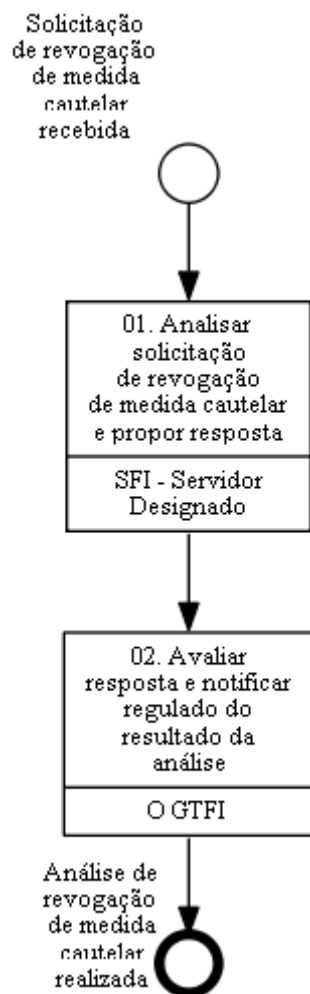 Solicitação
de revogação
de medida
cautelar
recebida
01. Analisar
solicitação
de revogação
de medida cautelar
e propor resposta
SFI - Servidor
Designado
02. Avaliar
resposta e notificar
regulado do
resultado da
análise
O GTFI
Análise de
revogação
de medida
cautelar
realizada